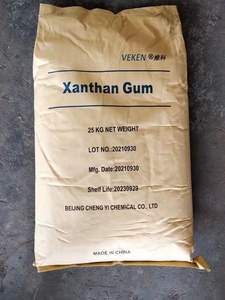 VEKEN ®维科
Xanthan Gum
25 KG NET WEIGHT
LOT NO.:20210930
Mfg. Date:20210930
Shelf Life:20230929
BEIJING CHENG YI CHEMICAL CO., LTD
MADE IN CHINA